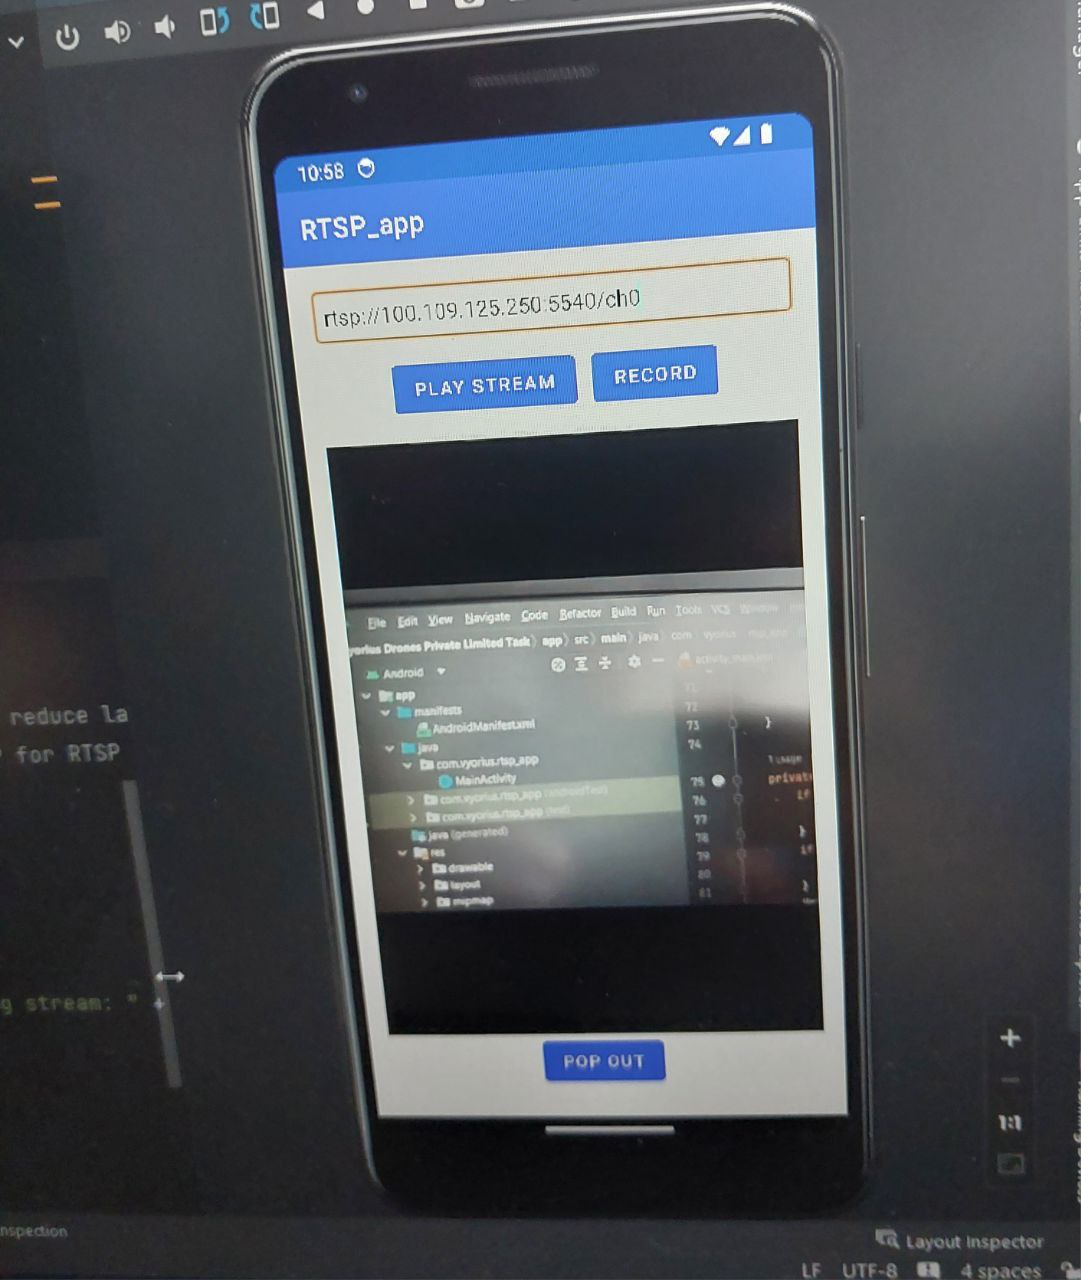 10:58
RTSP_app
rtsp://100.109.125.250:5540/ch0
PLAY STREAM
RECORD
File Edit View Navigate Code Refactor Build Run Tools VCS Window
yorius Drones Private Limited Task app src main java com vyorius
Android
activity_main.xml
app
manifests
AndroidManifest.xml
java
com.vyorius.rtsp_app
MainActivity
com.vyorius.rtsp_app (androidTest)
com.vyorius.rtsp_app (test)
java (generated)
res
drawable
layout
mipmap
72
73 }
74
1 usage
75 privat
76 if
77
78 }
79 if
80
81 }
POP OUT
reduce la
for RTSP
g stream: " +
1:1
nspection
Layout Inspector
LF UTF-8 4 spaces